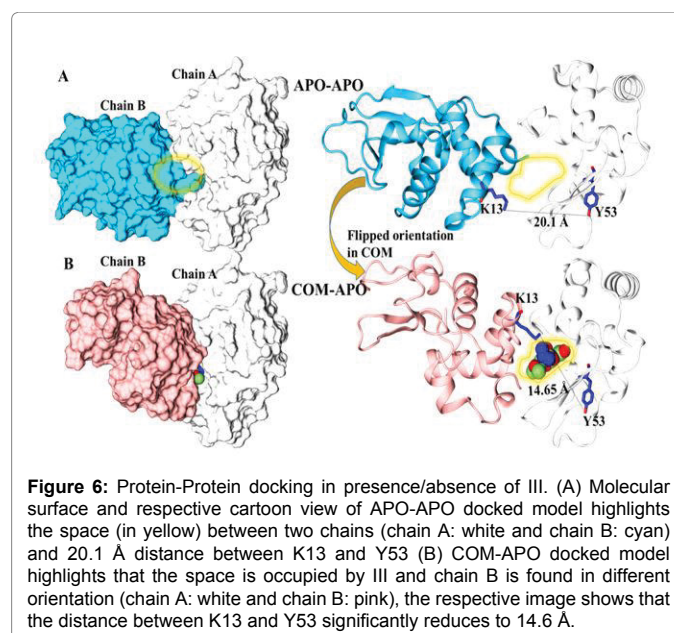 A
Chain A
APO-APO
Chain B
K13
20.1 Å
Y53
Flipped orientation
in COM
B
Chain B
Chain A
COM-APO
K13
14.65 Å
Y53
Figure 6: Protein-Protein docking in presence/absence of III. (A) Molecular
surface and respective cartoon view of APO-APO docked model highlights
the space (in yellow) between two chains (chain A: white and chain B: cyan)
and 20.1 Å distance between K13 and Y53 (B) COM-APO docked model
highlights that the space is occupied by III and chain B is found in different
orientation (chain A: white and chain B: pink), the respective image shows that
the distance between K13 and Y53 significantly reduces to 14.6 Å.